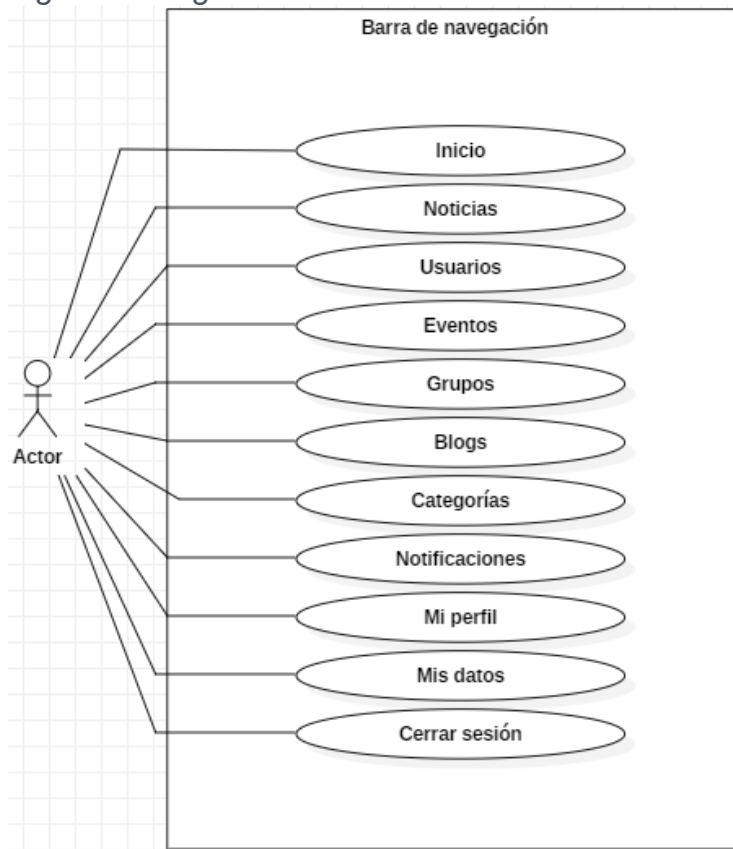 Barra de navegación
Inicio
Noticias
Usuarios
Eventos
Grupos
Blogs
Actor
Categorías
Notificaciones
Mi perfil
Mis datos
Cerrar sesión